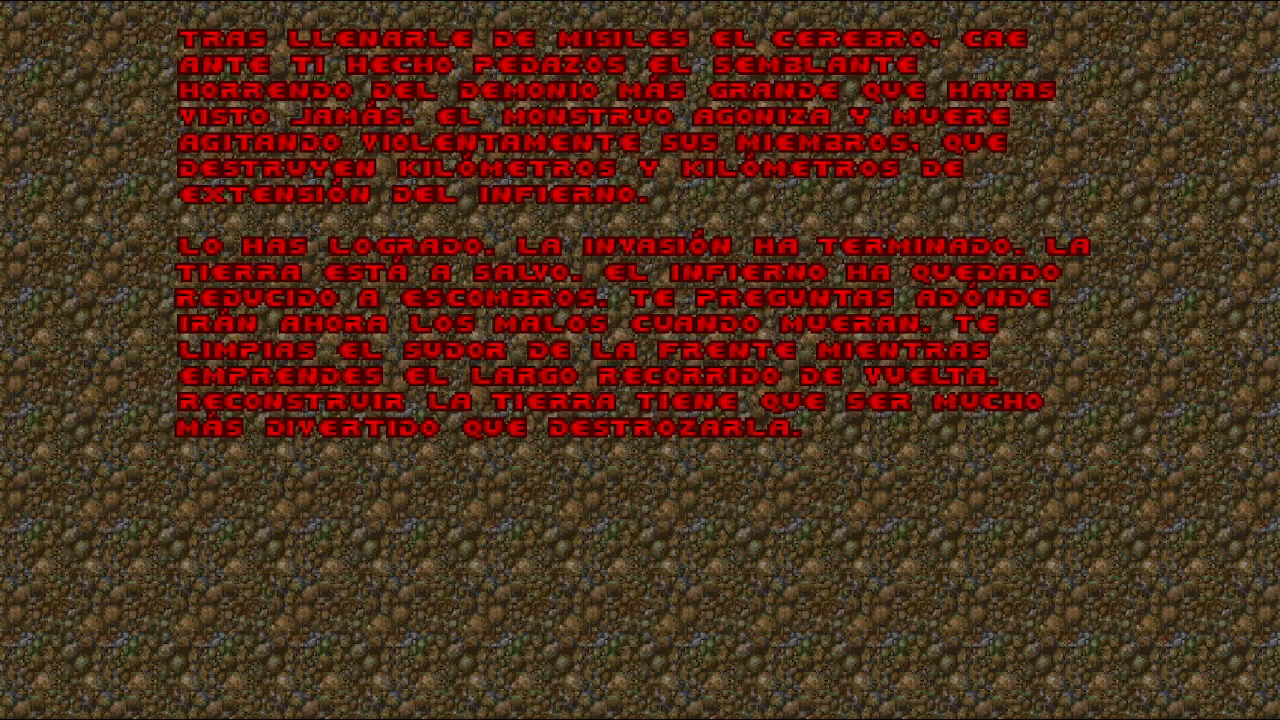 TRAS LLENARLE DE MISILES EL CEREBRO, CAE
ANTE TI HECHO PEDAZOS EL SEMBLANTE
HORRENDO DEL DEMONIO MÁS GRANDE QUE HAYAS
VISTO JAMÁS. EL MONSTRUO AGONIZA Y MUERE
AGITANDO VIOLENTAMENTE SUS MIEMBROS, QUE
DESTRUYEN KILÓMETROS Y KILÓMETROS DE
EXTENSIÓN DEL INFIERNO.
LO HAS LOGRADO. LA INVASIÓN HA TERMINADO. LA
TIERRA ESTÁ A SALVO. EL INFIERNO HA QUEDADO
REDUCIDO A ESCOMBROS. TE PREGUNTAS ADÓNDE
IRÁN AHORA LOS MALOS CUANDO MUERAN. TE
LIMPIAS EL SUDOR DE LA FRENTE MIENTRAS
EMPRENDES EL LARGO RECORRIDO DE VUELTA.
RECONSTRUIR LA TIERRA TIENE QUE SER MUCHO
MÁS DIVERTIDO QUE DESTROZARLA.